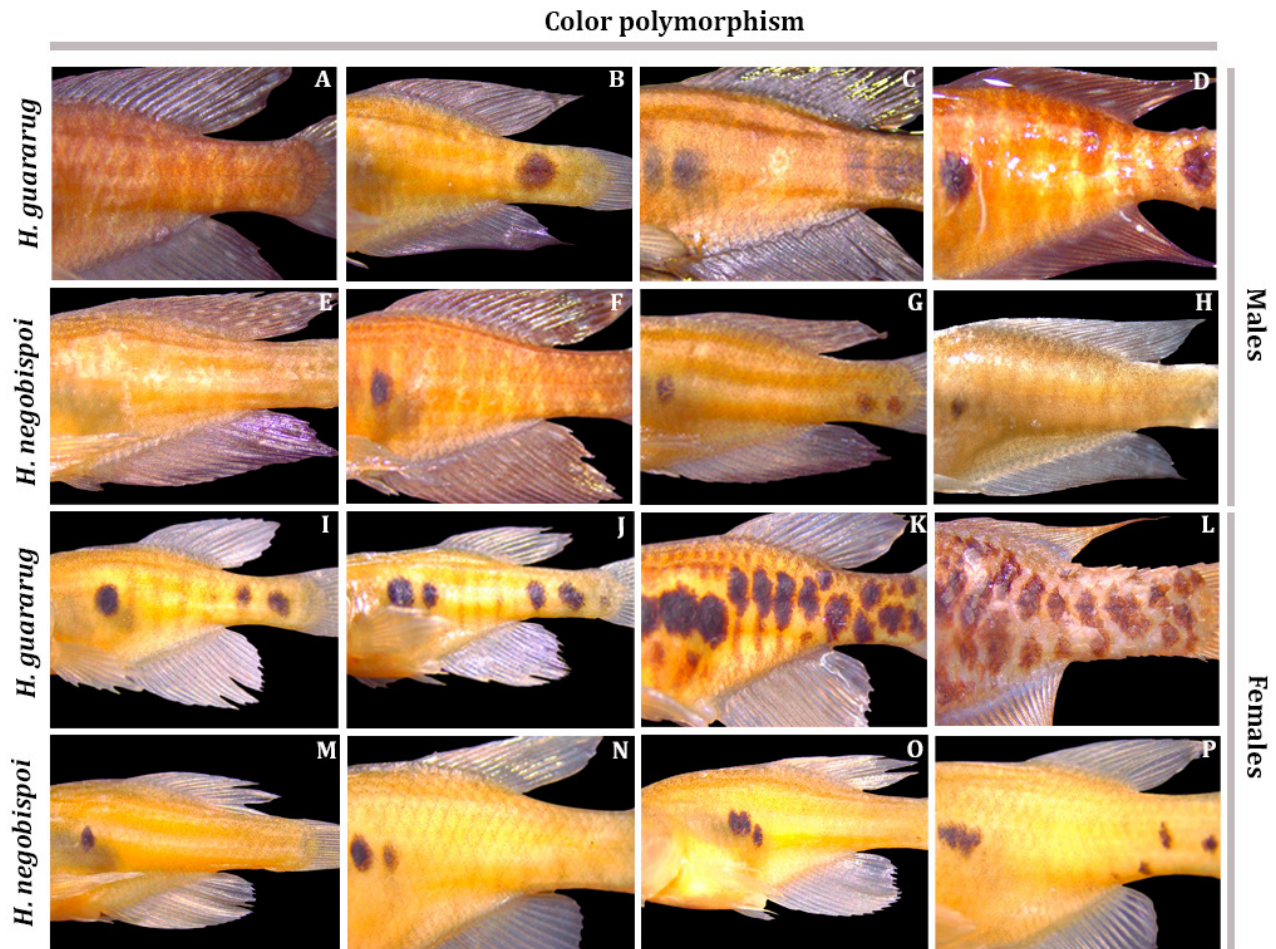 Color polymorphism
H. guararug
A
B
C
D
H. negobispoi
E
F
G
H
Males
H. guararug
I
J
K
L
H. negobispoi
M
N
O
P
Females